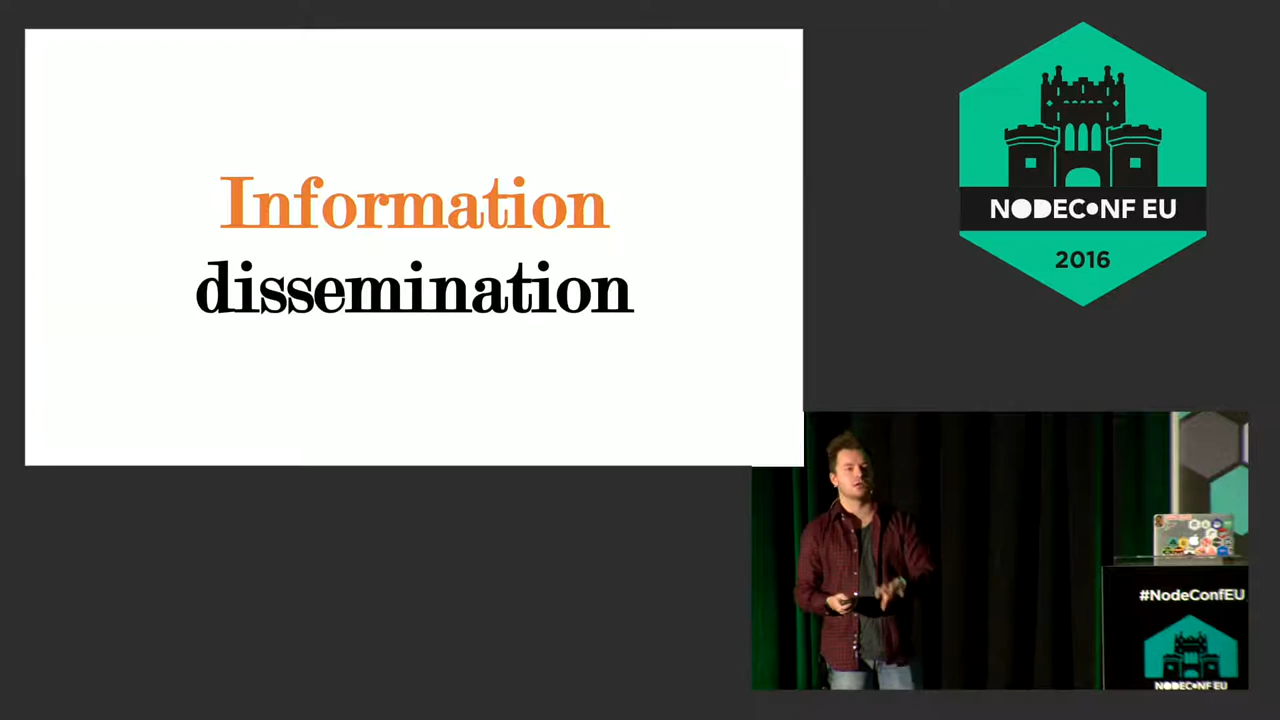 Information
dissemination
NODECONF EU
2016
#NodeConfEU
NODECONF EU